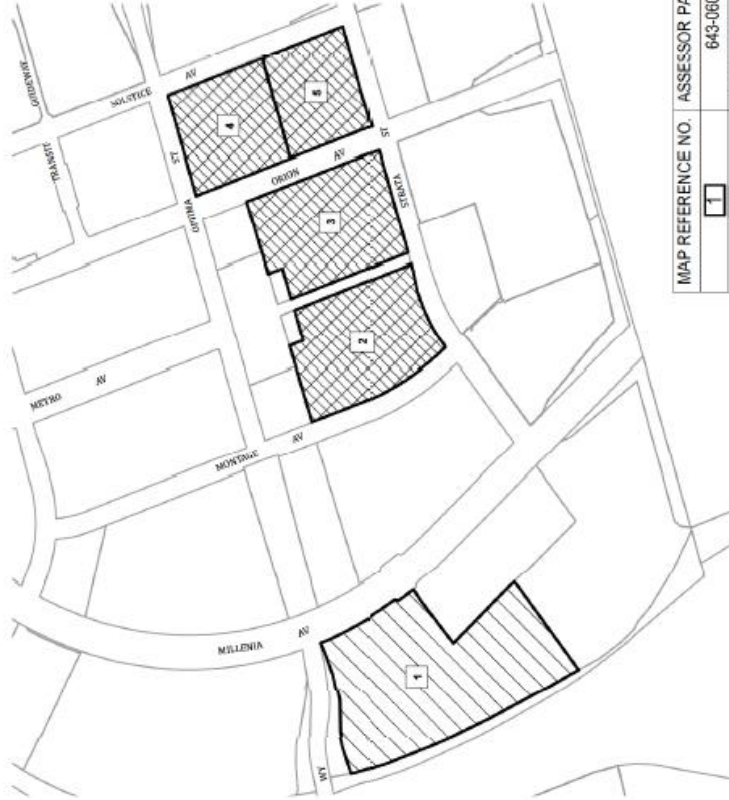 GUIDEWAY
TRANSIT
SOLSTICE
AV
ST
OPTIMA
4
5
ORION
AV
ST
STRATA
3
2
METRO
AV
MONTAGE
AV
MILLENIA
AV
WY
1
MAP REFERENCE NO.
ASSESSOR PA
1
643-060